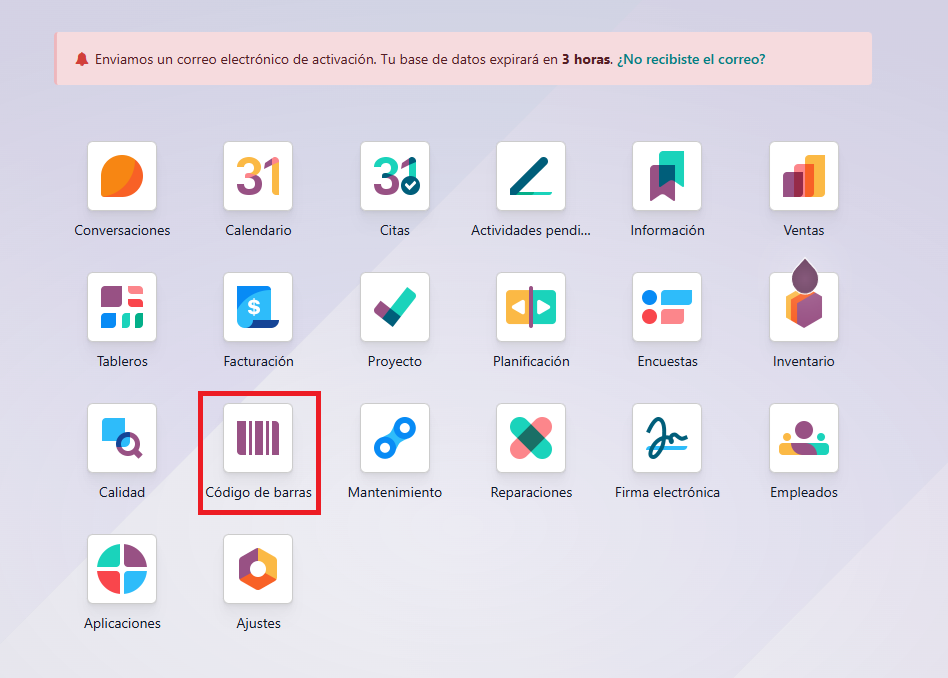 Enviamos un correo electrónico de activación. Tu base de datos expirará en 3 horas. ¿No recibiste el correo?
31
31
Conversaciones
Calendario
Citas
Actividades pendi...
Información
Ventas
$
Tableros
Facturación
Proyecto
Planificación
Encuestas
Inventario
Calidad
Código de barras
Mantenimiento
Reparaciones
Firma electrónica
Empleados
Aplicaciones
Ajustes